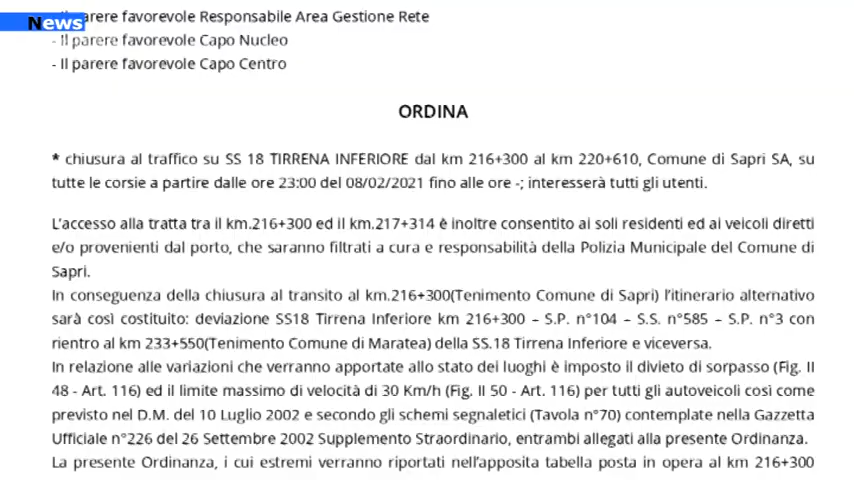 News
- Il parere favorevole Responsabile Area Gestione Rete
- Il parere favorevole Capo Nucleo
- Il parere favorevole Capo Centro
ORDINA
* chiusura al traffico su SS 18 TIRRENA INFERIORE dal km 216+300 al km 220+610, Comune di Sapri SA, su
tutte le corsie a partire dalle ore 23:00 del 08/02/2021 fino alle ore -; interesserà tutti gli utenti.
L'accesso alla tratta tra il km.216+300 ed il km.217+314 è inoltre consentito ai soli residenti ed ai veicoli diretti
e/o provenienti dal porto, che saranno filtrati a cura e responsabilità della Polizia Municipale del Comune di
Sapri.
In conseguenza della chiusura al transito al km.216+300(Tenimento Comune di Sapri) l'itinerario alternativo
sarà così costituito: deviazione SS18 Tirrena Inferiore km 216+300 – S.P. n°104 – S.S. n°585 – S.P. n°3 con
rientro al km 233+550(Tenimento Comune di Maratea) della SS.18 Tirrena Inferiore e viceversa.
In relazione alle variazioni che verranno apportate allo stato dei luoghi è imposto il divieto di sorpasso (Fig. II
48 - Art. 116) ed il limite massimo di velocità di 30 Km/h (Fig. II 50 - Art. 116) per tutti gli autoveicoli così come
previsto nel D.M. del 10 Luglio 2002 e secondo gli schemi segnaletici (Tavola n°70) contemplate nella Gazzetta
Ufficiale n°226 del 26 Settembre 2002 Supplemento Straordinario, entrambi allegati alla presente Ordinanza.
La presente Ordinanza, i cui estremi verranno riportati nell'apposita tabella posta in opera al km 216+300